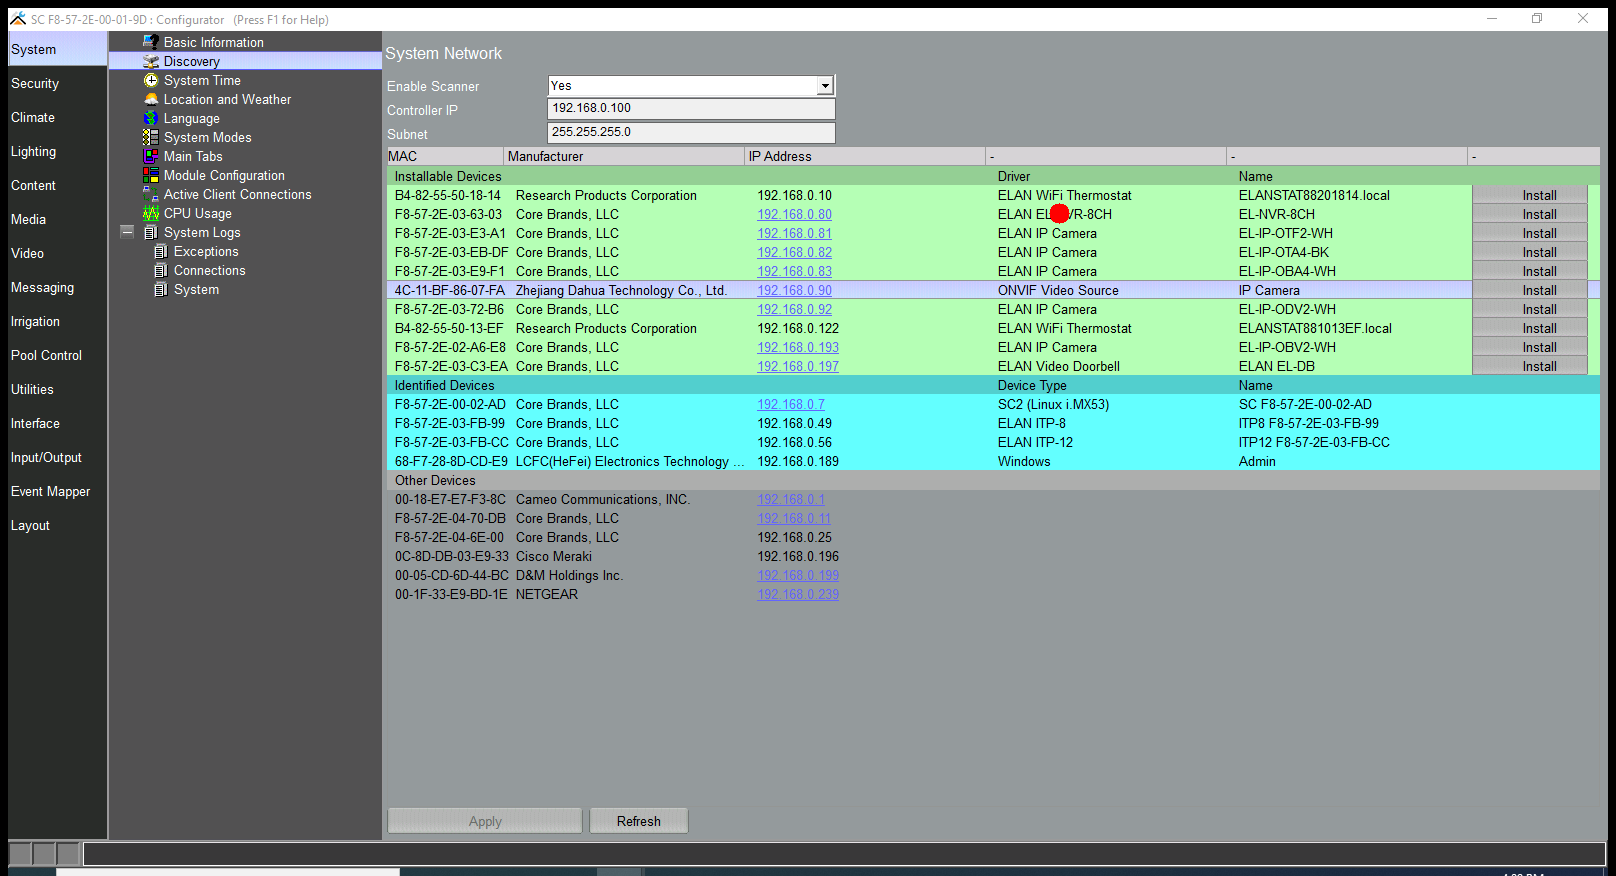 SC F8-57-2E-00-01-9D : Configurator (Press F1 for Help)
System
Security
Climate
Lighting
Content
Media
Video
Messaging
Irrigation
Pool Control
Utilities
Interface
Input/Output
Event Mapper
Layout
Basic Information
Discovery
System Time
Location and Weather
Language
System Modes
Main Tabs
Module Configuration
Active Client Connections
CPU Usage
System Logs
Exceptions
Connections
System
System Network
Enable Scanner Yes
Controller IP 192.168.0.100
Subnet 255.255.255.0
MAC Manufacturer IP Address - - -
Installable Devices Driver Name
B4-82-55-50-18-14 Research Products Corporation 192.168.0.10 ELAN WiFi Thermostat ELANSTAT88201814.local Install
F8-57-2E-03-63-03 Core Brands, LLC 192.168.0.80 ELAN EL-NVR-8CH EL-NVR-8CH Install
F8-57-2E-03-E3-A1 Core Brands, LLC 192.168.0.81 ELAN IP Camera EL-IP-OTF2-WH Install
F8-57-2E-03-EB-DF Core Brands, LLC 192.168.0.82 ELAN IP Camera EL-IP-OTA4-BK Install
F8-57-2E-03-E9-F1 Core Brands, LLC 192.168.0.83 ELAN IP Camera EL-IP-OBA4-WH Install
4C-11-BF-86-07-FA Zhejiang Dahua Technology Co., Ltd. 192.168.0.90 ONVIF Video Source IP Camera Install
F8-57-2E-03-72-B6 Core Brands, LLC 192.168.0.92 ELAN IP Camera EL-IP-ODV2-WH Install
B4-82-55-50-13-EF Research Products Corporation 192.168.0.122 ELAN WiFi Thermostat ELANSTAT881013EF.local Install
F8-57-2E-02-A6-E8 Core Brands, LLC 192.168.0.193 ELAN IP Camera EL-IP-OBV2-WH Install
F8-57-2E-03-C3-EA Core Brands, LLC 192.168.0.197 ELAN Video Doorbell ELAN EL-DB Install
Identified Devices Device Type Name
F8-57-2E-00-02-AD Core Brands, LLC 192.168.0.7 SC2 (Linux i.MX53) SC F8-57-2E-00-02-AD
F8-57-2E-03-FB-99 Core Brands, LLC 192.168.0.49 ELAN ITP-8 ITP8 F8-57-2E-03-FB-99
F8-57-2E-03-FB-CC Core Brands, LLC 192.168.0.56 ELAN ITP-12 ITP12 F8-57-2E-03-FB-CC
68-F7-28-8D-CD-E9 LCFC(HeFei) Electronics Technology ... 192.168.0.189 Windows Admin
Other Devices
00-18-E7-E7-F3-8C Cameo Communications, INC. 192.168.0.1
F8-57-2E-04-70-DB Core Brands, LLC 192.168.0.11
F8-57-2E-04-6E-00 Core Brands, LLC 192.168.0.25
0C-8D-DB-03-E9-33 Cisco Meraki 192.168.0.196
00-05-CD-6D-44-BC D&M Holdings Inc. 192.168.0.199
00-1F-33-E9-BD-1E NETGEAR 192.168.0.239
Apply Refresh